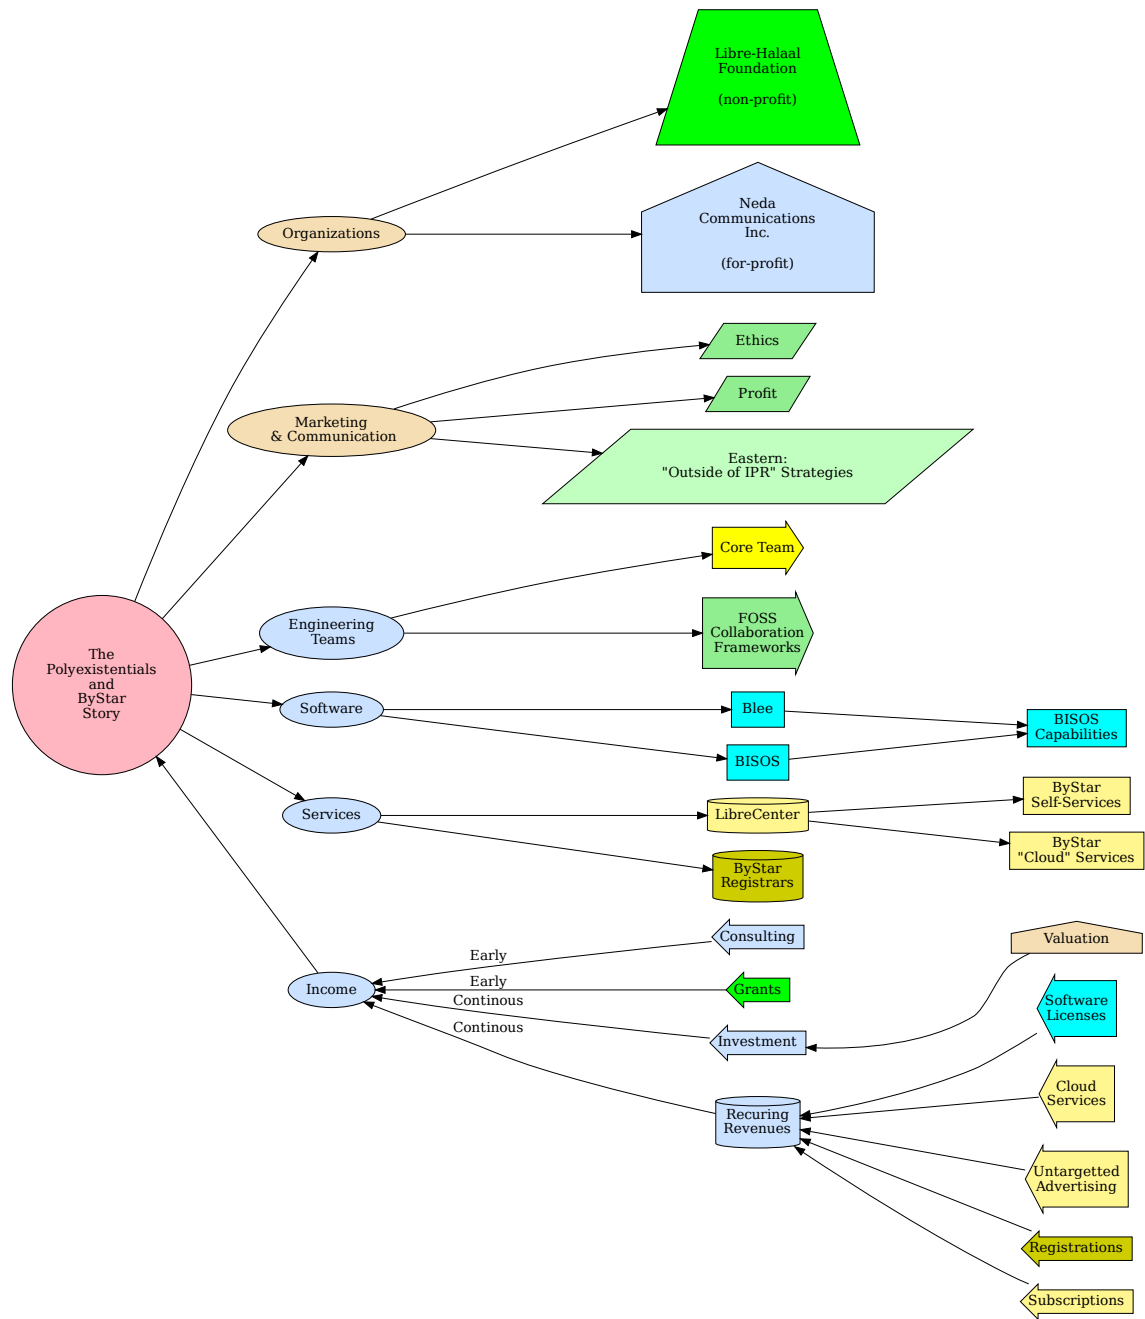 Libre-Halaal
Foundation
(non-profit)
Neda
Communications
Inc.
(for-profit)
Organizations
Ethics
Profit
Marketing
& Communication
Eastern:
"Outside of IPR" Strategies
Core Team
Engineering
Teams
FOSS
Collaboration
Frameworks
The
Polyexistentials
and
ByStar
Story
Software
Blee
BISOS
BISOS
Capabilities
Services
LibreCenter
ByStar
Self-Services
ByStar
"Cloud" Services
ByStar
Registrars
Income
Early
Early
Continous
Continous
Consulting
Grants
Investment
Recuring
Revenues
Valuation
Software
Licenses
Cloud
Services
Untargetted
Advertising
Registrations
Subscriptions